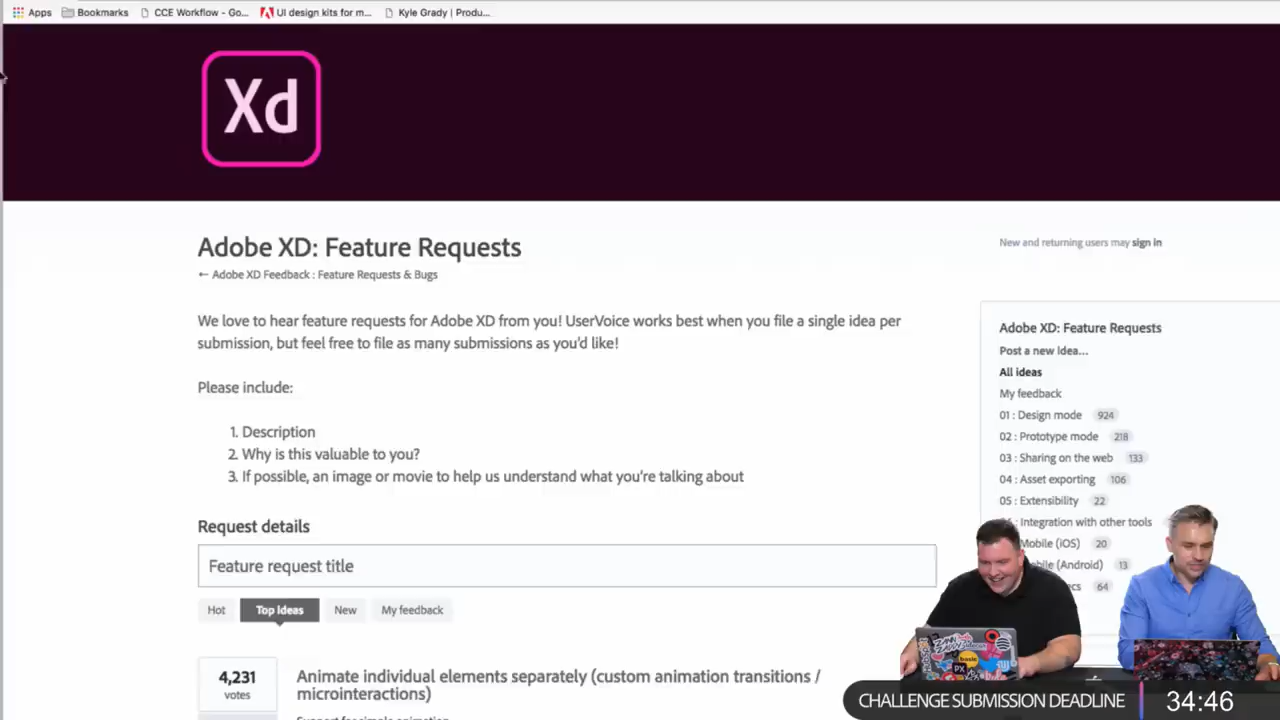 Apps Bookmarks CCE Workflow - Go... UI design kits for m... Kyle Grady | Produ...
Xd
Adobe XD: Feature Requests
← Adobe XD Feedback : Feature Requests & Bugs
New and returning users may sign in
We love to hear feature requests for Adobe XD from you! UserVoice works best when you file a single idea per
submission, but feel free to file as many submissions as you'd like!
Please include:
1. Description
2. Why is this valuable to you?
3. If possible, an image or movie to help us understand what you're talking about
Request details
Feature request title
Hot Top Ideas New My feedback
4,231
votes
Animate individual elements separately (custom animation transitions /
microinteractions)
Adobe XD: Feature Requests
Post a new idea...
All ideas
My feedback
01 : Design mode 924
02 : Prototype mode 218
03 : Sharing on the web 133
04 : Asset exporting 106
05 : Extensibility 22
: Integration with other tools
Mobile (iOS) 20
(Android) 13
64
PX
CHALLENGE SUBMISSION DEADLINE 34:46